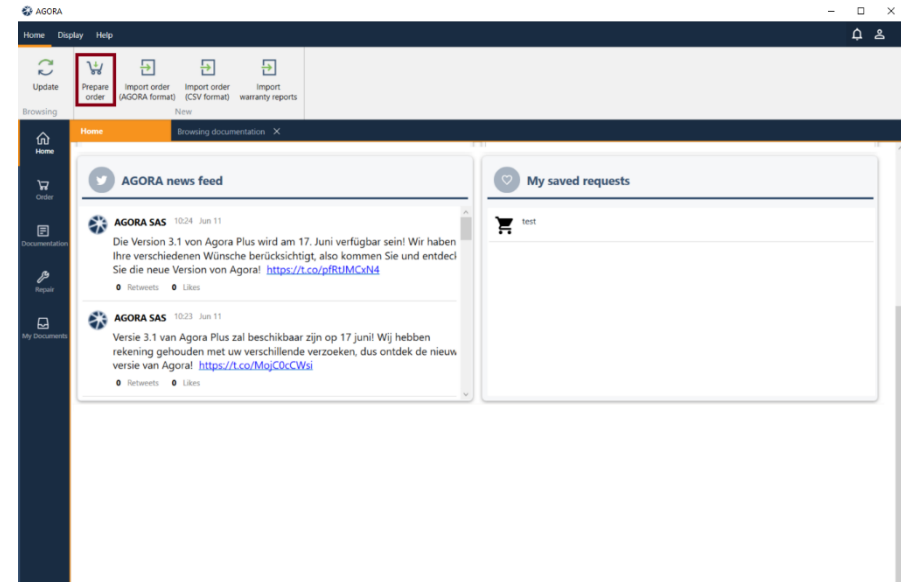 AGORA
Home Display Help
Update
Prepare order
Import order (AGORA format)
Import order (CSV format)
Import warranty reports
Browsing
New
Home
Browsing documentation
Home
Order
Documentation
Repair
My Documents
AGORA news feed
AGORA SAS 10:24 Jun 11
Die Version 3.1 von Agora Plus wird am 17. Juni verfügbar sein! Wir haben
Ihre verschiedenen Wünsche berücksichtigt, also kommen Sie und entdeck
Sie die neue Version von Agora! https://t.co/pfRtJMCxN4
0 Retweets 0 Likes
AGORA SAS 10:23 Jun 11
Versie 3.1 van Agora Plus zal beschikbaar zijn op 17 juni! Wij hebben
rekening gehouden met uw verschillende verzoeken, dus ontdek de nieuw
versie van Agora! https://t.co/MojC0cCWsi
0 Retweets 0 Likes
My saved requests
test